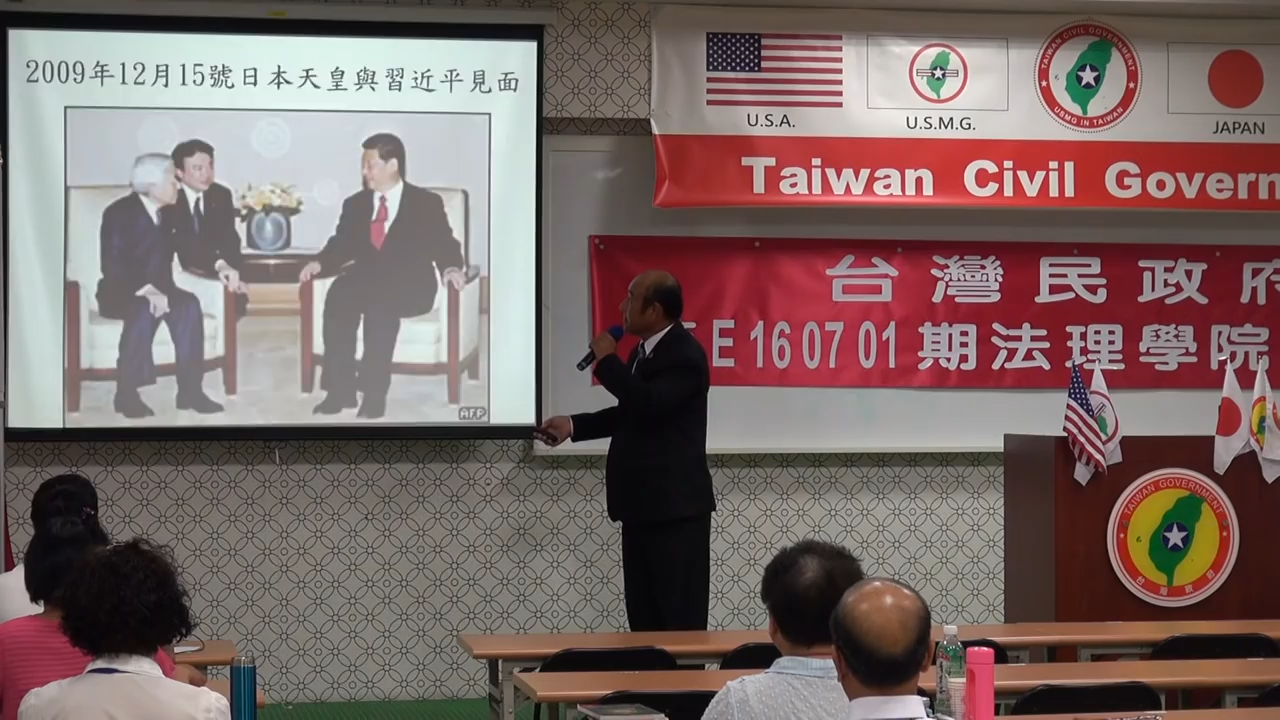 2009年12月15號日本天皇與習近平見面
AFP
U.S.A.
U.S.M.G.
TAIWAN CIVIL GOVERNMENT
USMG IN TAIWAN
JAPAN
Taiwan Civil Govern
台灣民政府
E 16 07 01 期法理學院
TAIWAN GOVERNMENT
台灣政府